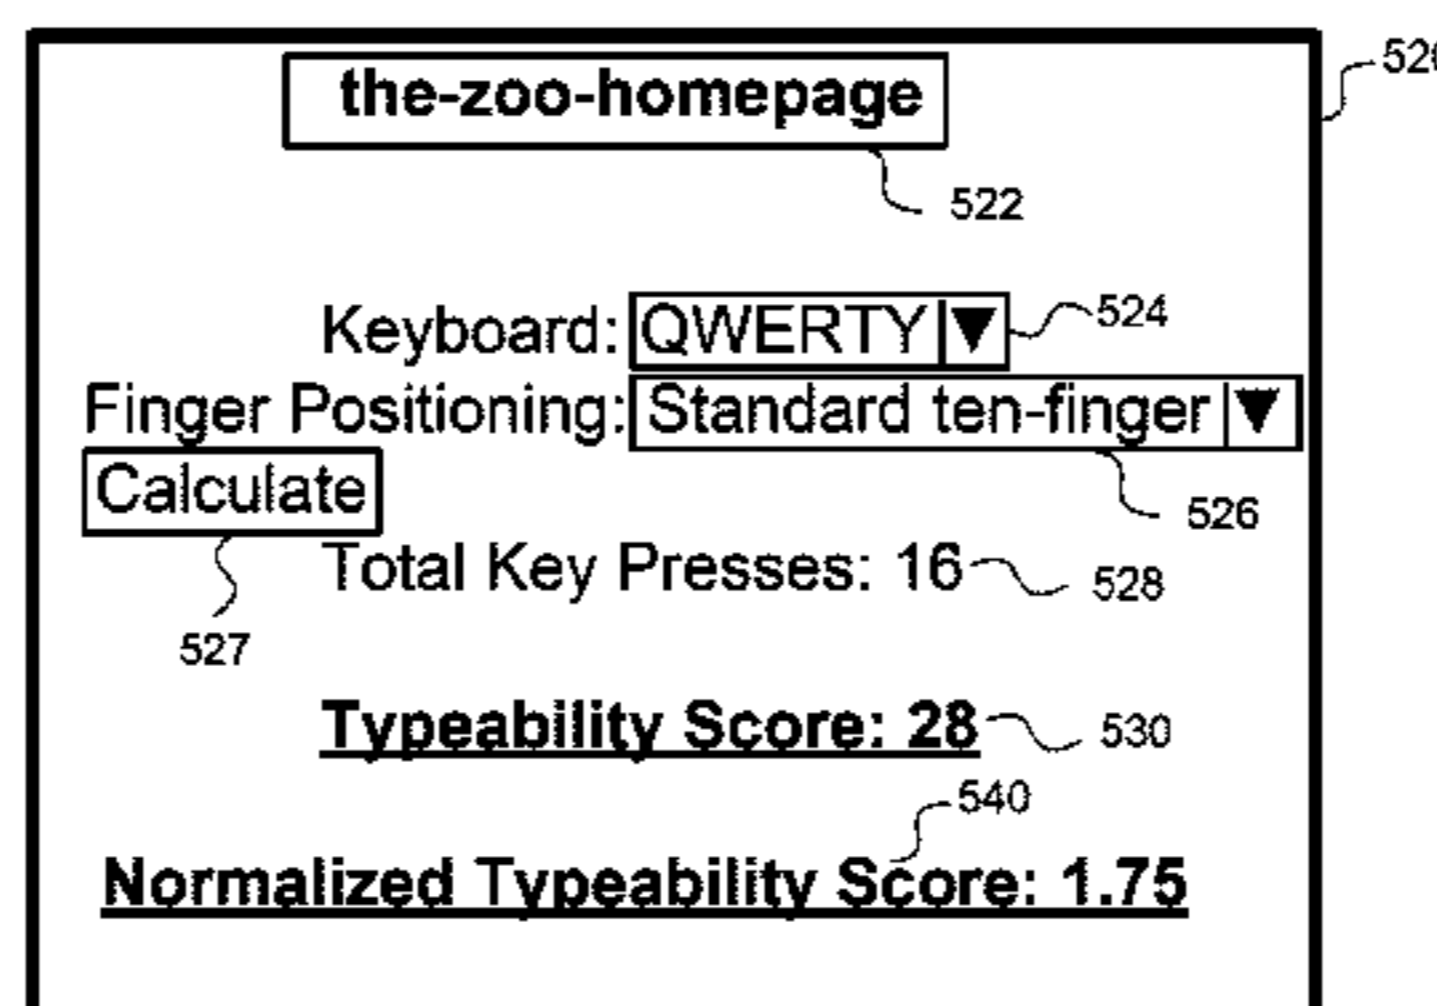 the-zoo-homepage
522
Keyboard: QWERTY 524
Finger Positioning: Standard ten-finger
Calculate
526
Total Key Presses: 16 528
527
Typeability Score: 28 530
540
Normalized Typeability Score: 1.75